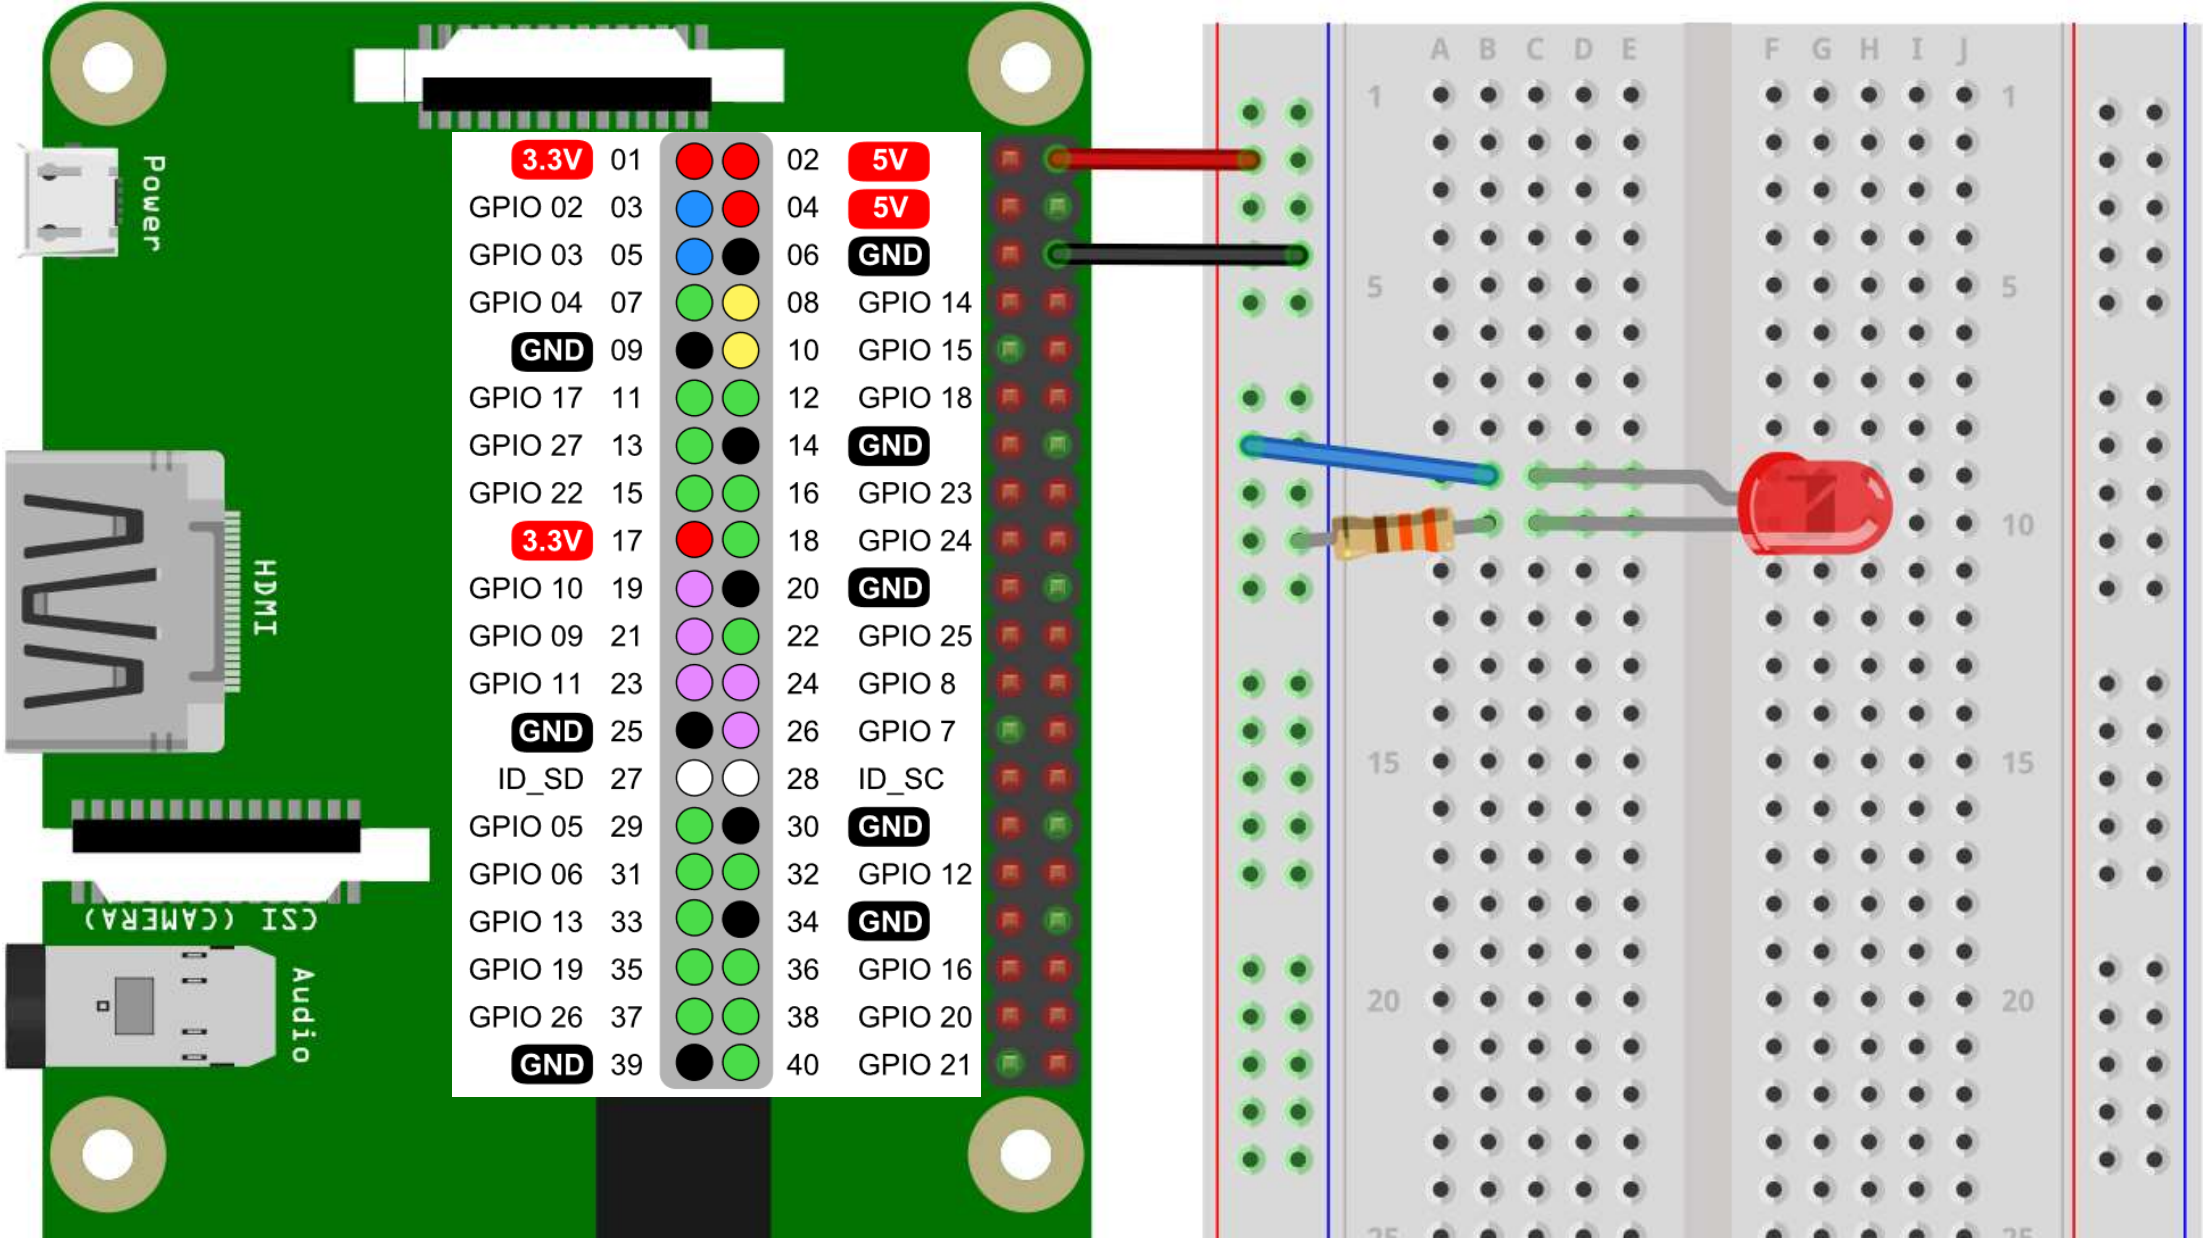 A B C D E F G H I J
1 1
3.3V 01 02 5V
GPIO 02 03 04 5V
GPIO 03 05 06 GND
5 5
GPIO 04 07 08 GPIO 14
GND 09 10 GPIO 15
GPIO 17 11 12 GPIO 18
GPIO 27 13 14 GND
GPIO 22 15 16 GPIO 23
10
3.3V 17 18 GPIO 24
GPIO 10 19 20 GND
GPIO 09 21 22 GPIO 25
GPIO 11 23 24 GPIO 8
GND 25 26 GPIO 7
15 15
ID_SD 27 28 ID_SC
GPIO 05 29 30 GND
GPIO 06 31 32 GPIO 12
GPIO 13 33 34 GND
GPIO 19 35 36 GPIO 16
20 20
GPIO 26 37 38 GPIO 20
GND 39 40 GPIO 21
25 25
Power
HDMI
CSI (CAMERA)
Audio